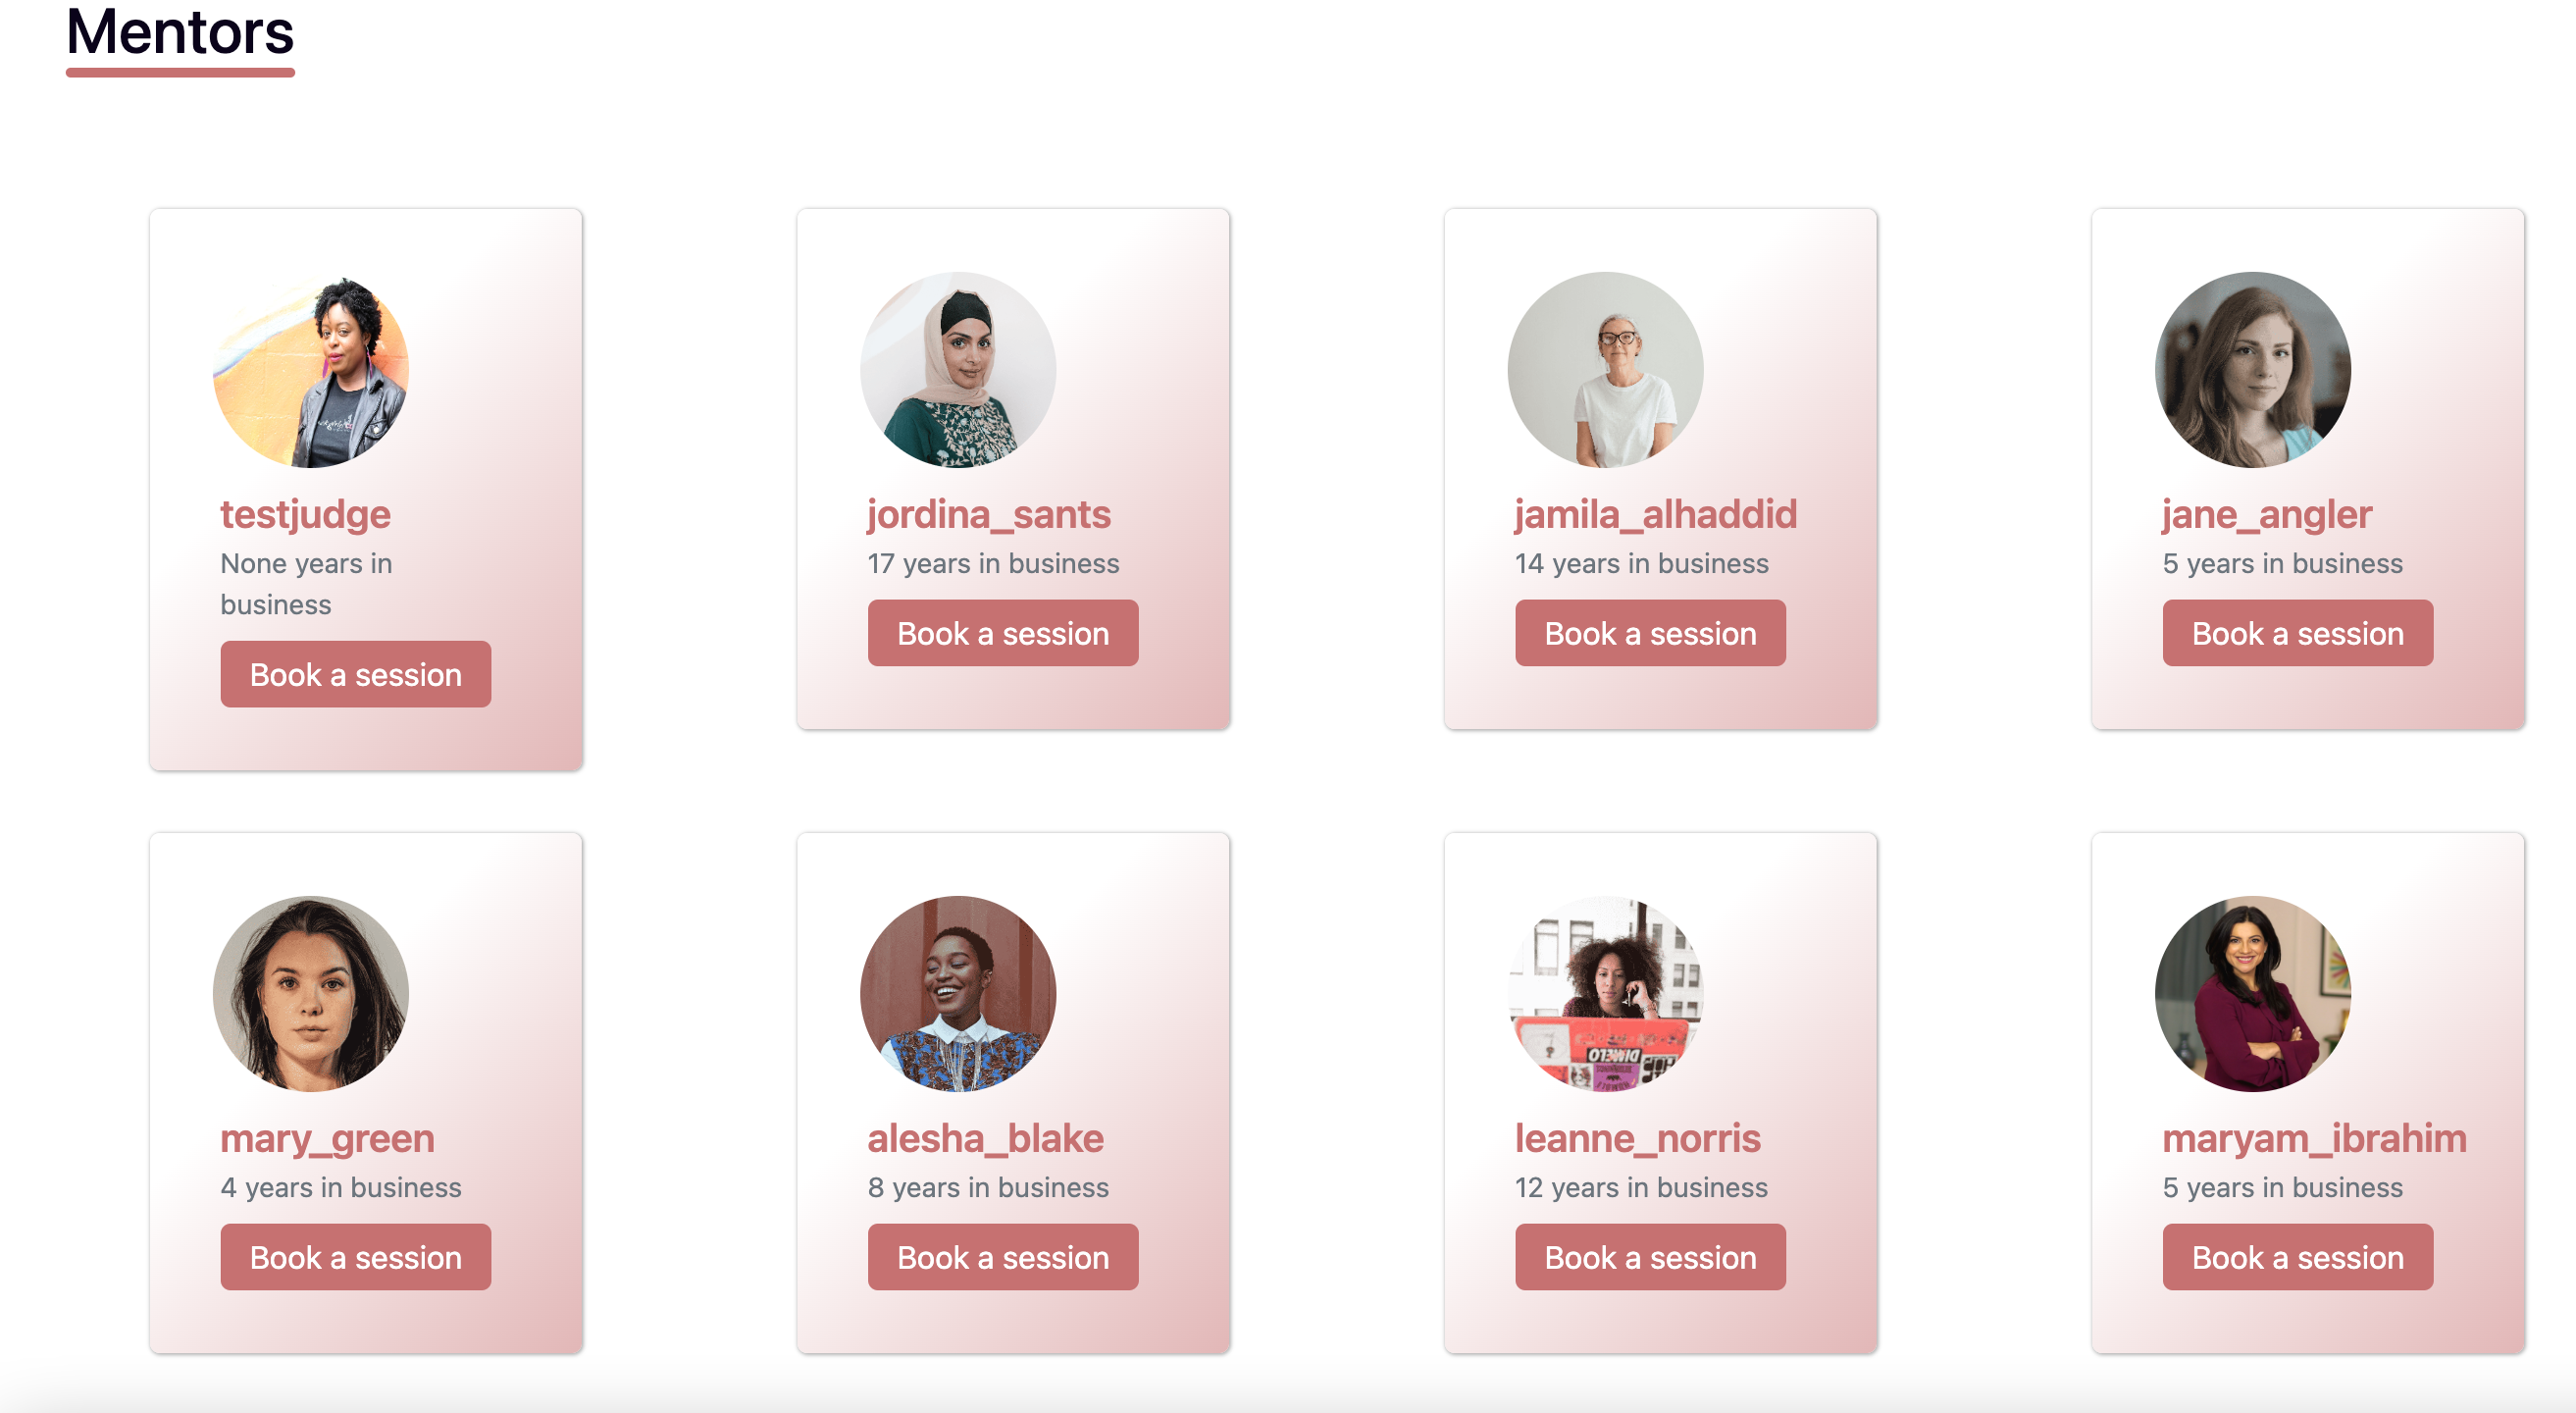 Mentors
testjudge
None years in
business
Book a session
jordina_sants
17 years in business
Book a session
jamila_alhaddid
14 years in business
Book a session
jane_angler
5 years in business
Book a session
mary_green
4 years in business
Book a session
alesha_blake
8 years in business
Book a session
leanne_norris
12 years in business
Book a session
maryam_ibrahim
5 years in business
Book a session